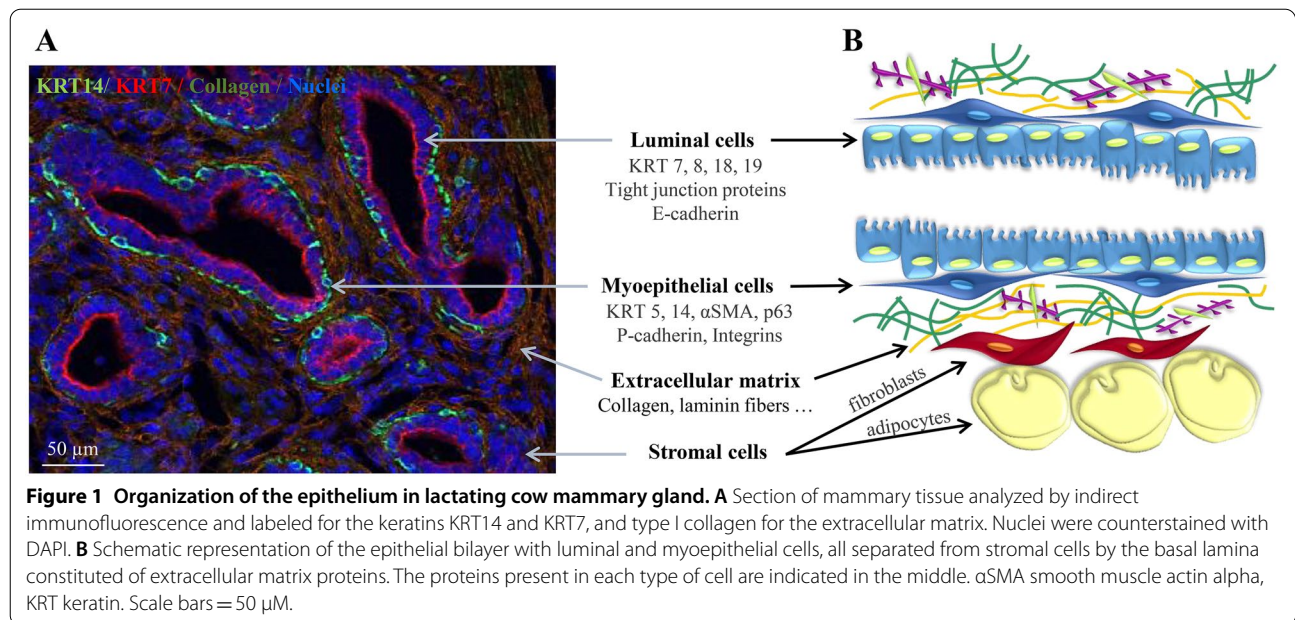 A
B
KRT14/ KRT7 / Collagen / Nuclei
Luminal cells
KRT 7, 8, 18, 19
Tight junction proteins
E-cadherin
Myoepithelial cells
KRT 5, 14, αSMA, p63
P-cadherin, Integrins
Extracellular matrix
Collagen, laminin fibers …
fibroblasts
adipocytes
Stromal cells
50 µm
Figure 1 Organization of the epithelium in lactating cow mammary gland. A Section of mammary tissue analyzed by indirect
immunofluorescence and labeled for the keratins KRT14 and KRT7, and type I collagen for the extracellular matrix. Nuclei were counterstained with
DAPI. B Schematic representation of the epithelial bilayer with luminal and myoepithelial cells, all separated from stromal cells by the basal lamina
constituted of extracellular matrix proteins. The proteins present in each type of cell are indicated in the middle. αSMA smooth muscle actin alpha,
KRT keratin. Scale bars = 50 µM.